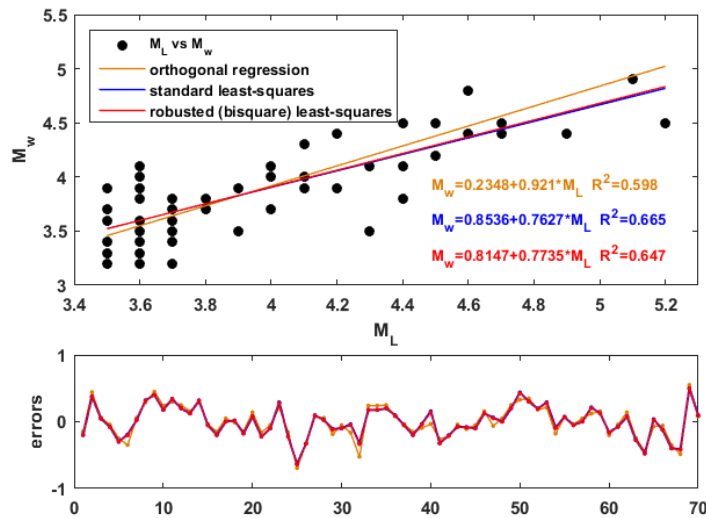 M_L vs M_w
orthogonal regression
standard least-squares
robusted (bisquare) least-squares
M_w
5.5
5
4.5
4
3.5
3
M_w=0.2348+0.921*M_L R^2=0.598
M_w=0.8536+0.7627*M_L R^2=0.665
M_w=0.8147+0.7735*M_L R^2=0.647
3.4 3.6 3.8 4 4.2 4.4 4.6 4.8 5 5.2
M_L
errors
1
0
-1
0 10 20 30 40 50 60 70